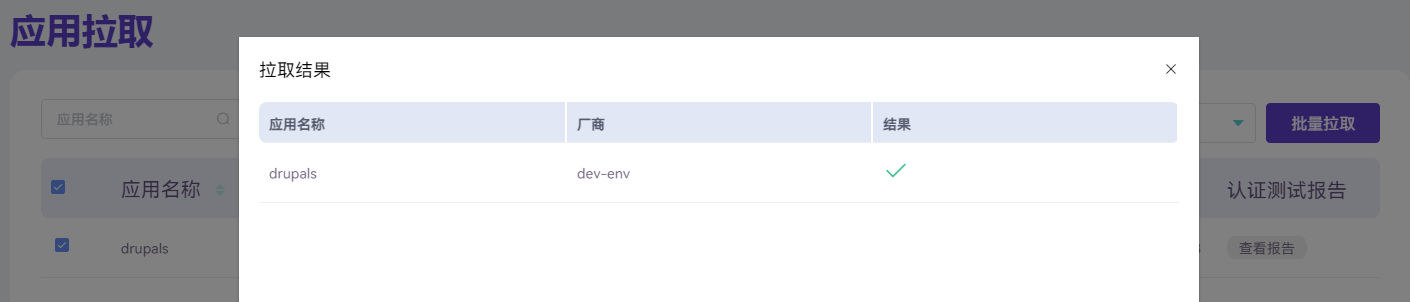 应用拉取
拉取结果
应用名称
批量拉取
应用名称 厂商 结果
drupals dev-env
应用名称 认证测试报告
drupals 查看报告